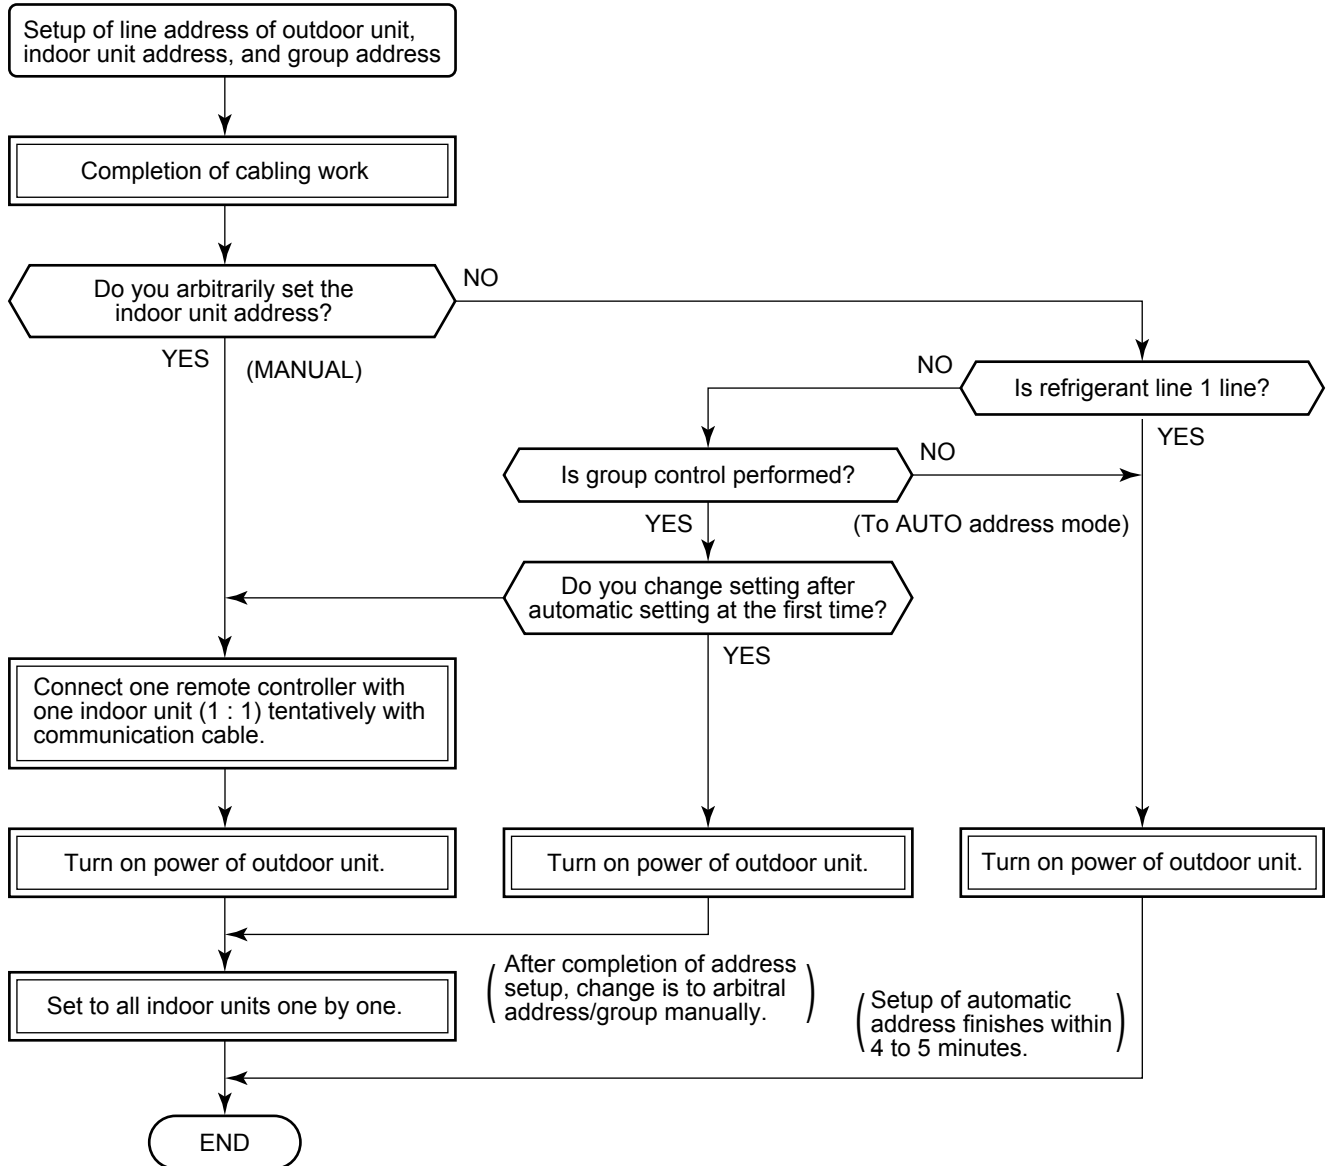 Setup of line address of outdoor unit,
indoor unit address, and group address
Completion of cabling work
Do you arbitrarily set the
indoor unit address?
NO
YES
(MANUAL)
NO
Is refrigerant line 1 line?
YES
Is group control performed?
NO
YES
(To AUTO address mode)
Do you change setting after
automatic setting at the first time?
YES
Connect one remote controller with
one indoor unit (1 : 1) tentatively with
communication cable.
Turn on power of outdoor unit.
Turn on power of outdoor unit.
Turn on power of outdoor unit.
Set to all indoor units one by one.
(After completion of address
setup, change is to arbitral
address/group manually.)
(Setup of automatic
address finishes within
4 to 5 minutes.)
END